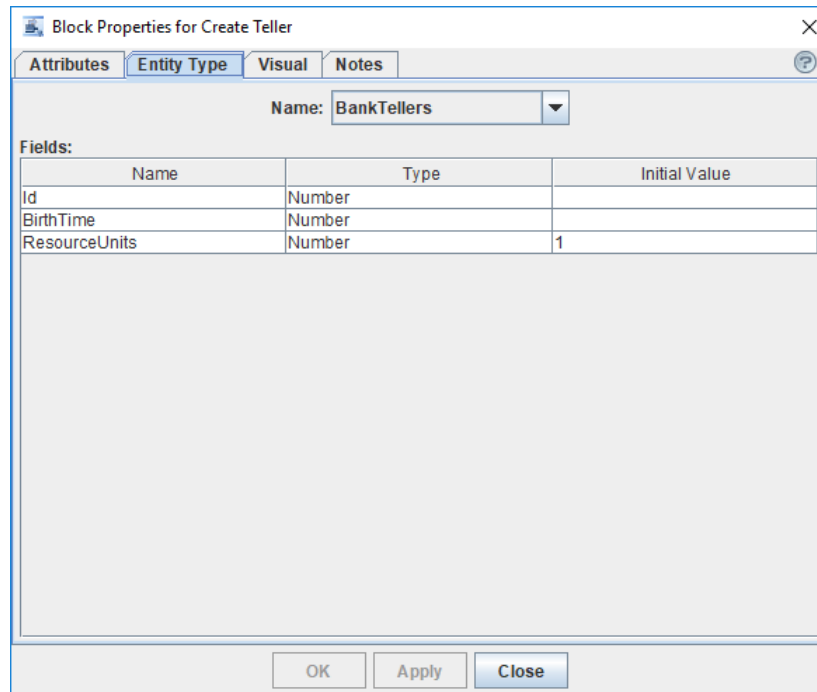 Block Properties for Create Teller
Attributes Entity Type Visual Notes ?
Name: BankTellers
Fields:
Name Type Initial Value
Id Number
BirthTime Number
ResourceUnits Number 1
OK Apply Close